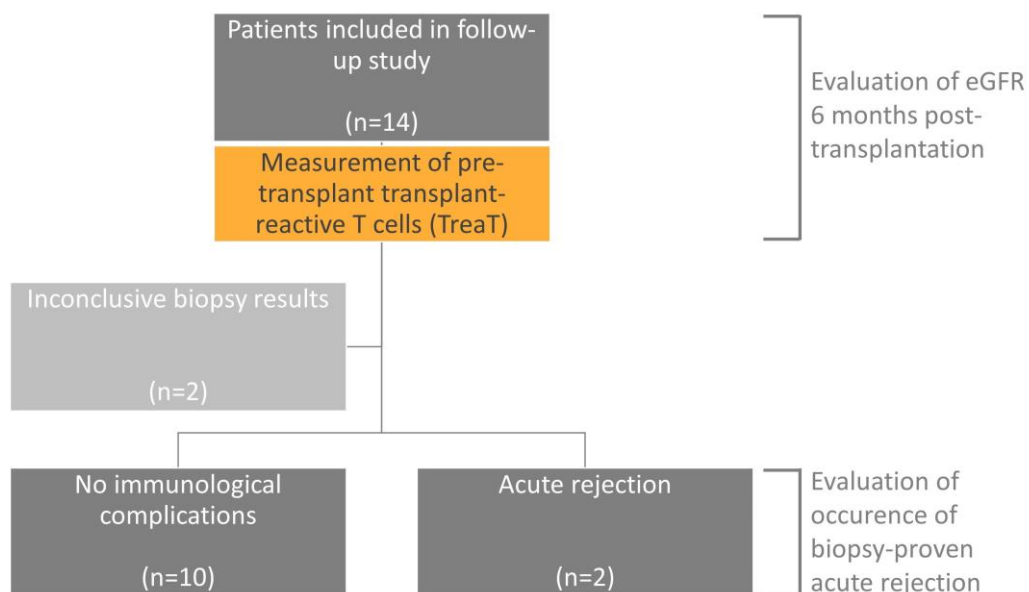 Patients included in follow-
up study
(n=14)
Measurement of pre-
transplant transplant-
reactive T cells (TreaT)
Evaluation of eGFR
6 months post-
transplantation
Inconclusive biopsy results
(n=2)
No immunological
complications
(n=10)
Acute rejection
(n=2)
Evaluation of
occurence of
biopsy-proven
acute rejection